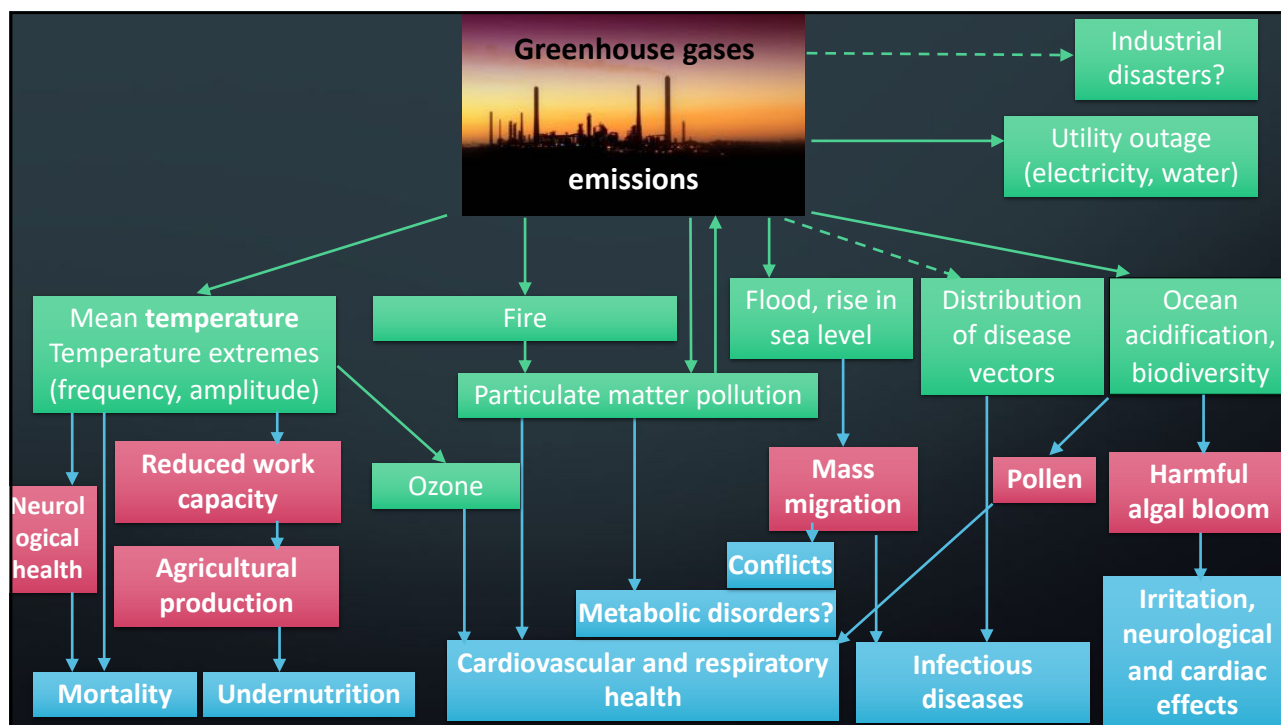 Greenhouse gases
emissions
Industrial
disasters?
Utility outage
(electricity, water)
Mean temperature
Temperature extremes
(frequency, amplitude)
Fire
Particulate matter pollution
Flood, rise in
sea level
Distribution
of disease
vectors
Ocean
acidification,
biodiversity
Reduced work
capacity
Ozone
Mass
migration
Pollen
Harmful
algal bloom
Neurol
ogical
health
Agricultural
production
Conflicts
Metabolic disorders?
Irritation,
neurological
and cardiac
effects
Mortality
Undernutrition
Cardiovascular and respiratory
health
Infectious
diseases